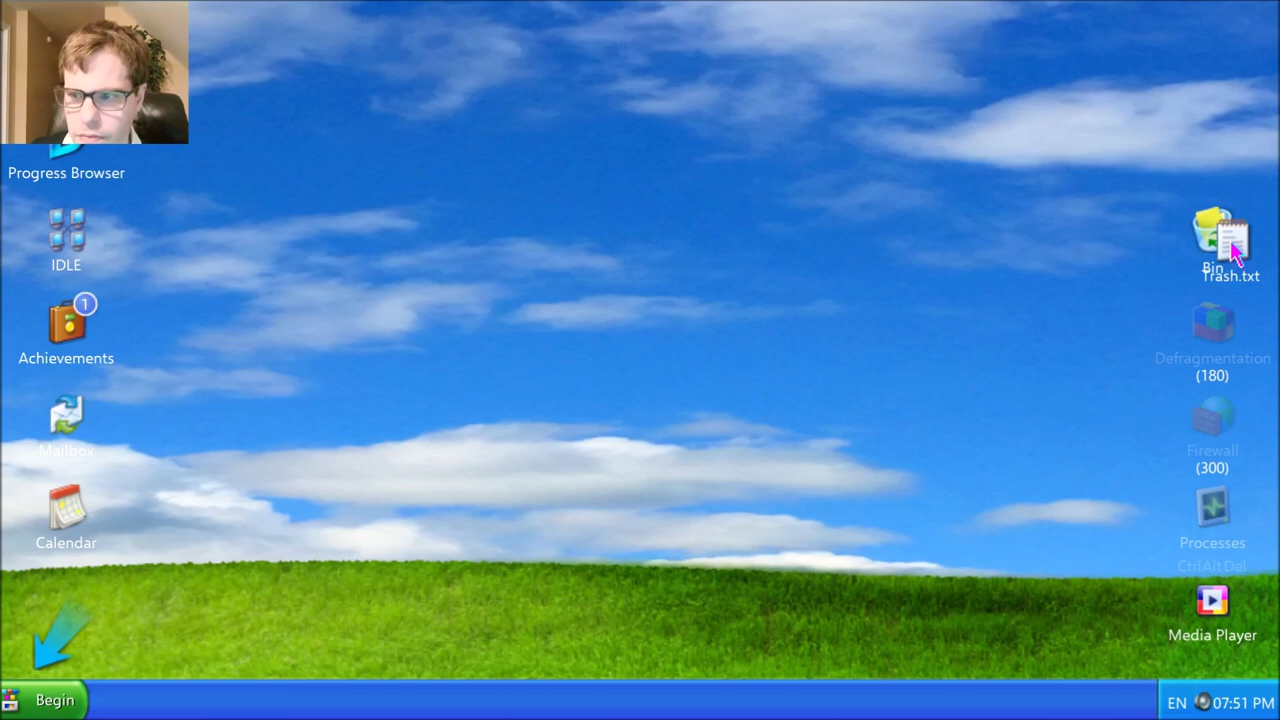 Progress Browser
IDLE
1
Achievements
Mailbox
Calendar
Begin
Bin
Trash.txt
Defragmentation
(180)
Firewall
(300)
Processes
CtrlAltDel
Media Player
EN
07:51 PM